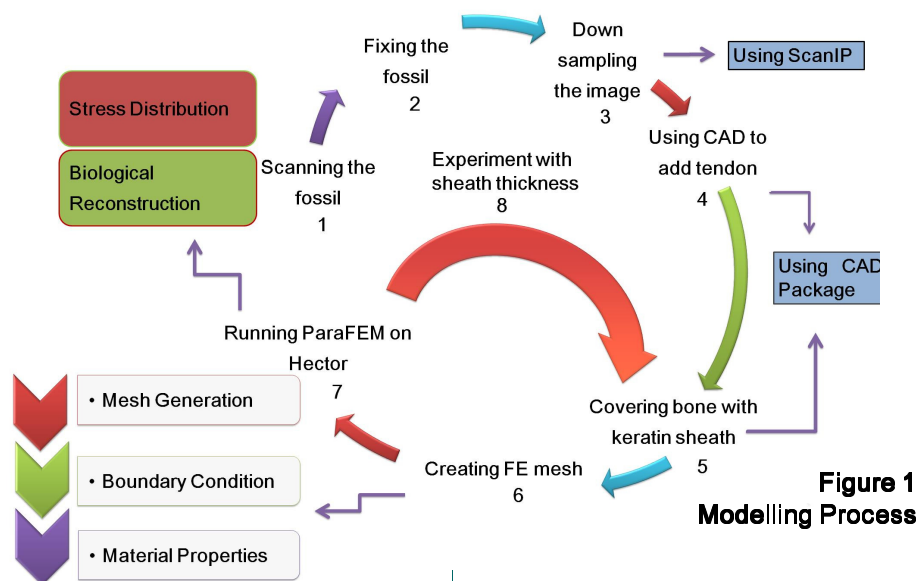 Scanning the
fossil
1
Fixing the
fossil
2
Down
sampling
the image
3
Using ScanIP
Using CAD to
add tendon
4
Using CAD
Package
Covering bone with
keratin sheath
5
Creating FE mesh
6
• Mesh Generation
• Boundary Condition
• Material Properties
Running ParaFEM on
Hector
7
Stress Distribution
Biological
Reconstruction
Experiment with
sheath thickness
8
Figure 1
Modelling Process